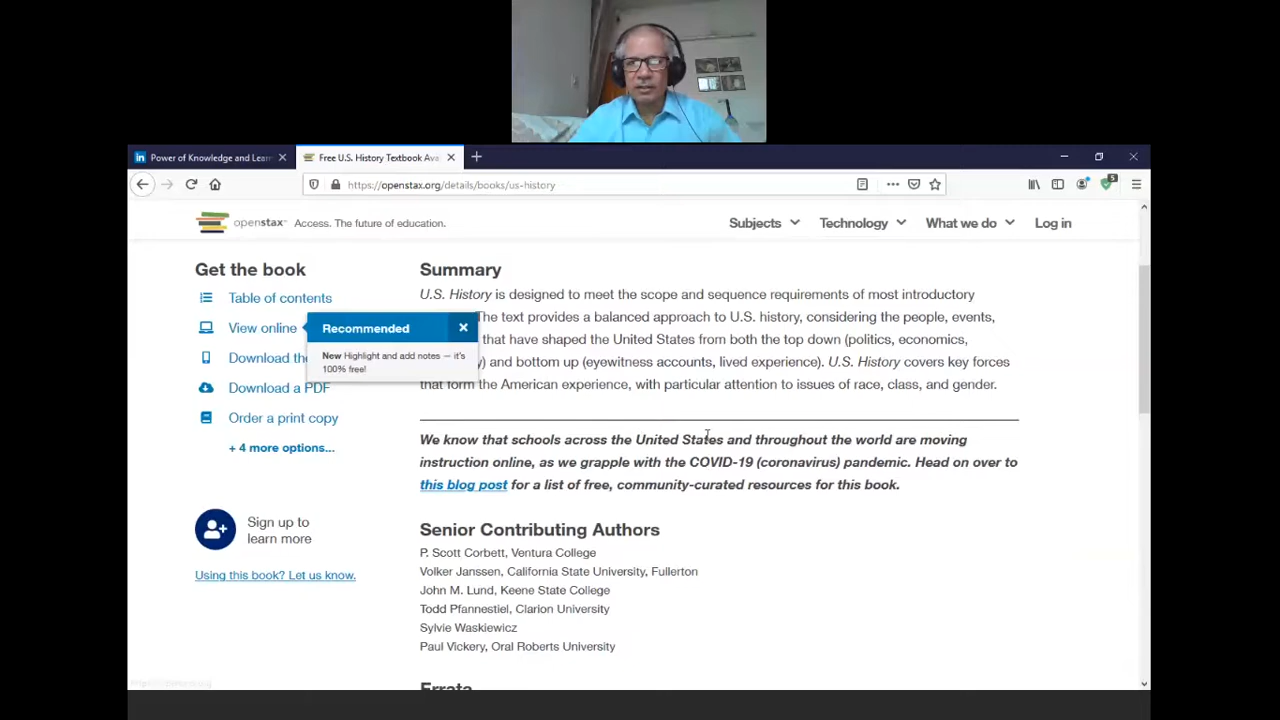 Power of Knowledge and Lear
Free U.S. History Textbook Ava
https://openstax.org/details/books/us-history
5
openstax™ Access. The future of education.
Subjects
Technology
What we do
Log in
Get the book
Table of contents
View online
Download the
Download a PDF
Order a print copy
+ 4 more options...
Recommended
New Highlight and add notes — it's
100% free!
Sign up to
learn more
Using this book? Let us know.
Summary
U.S. History is designed to meet the scope and sequence requirements of most introductory
The text provides a balanced approach to U.S. history, considering the people, events,
that have shaped the United States from both the top down (politics, economics,
) and bottom up (eyewitness accounts, lived experience). U.S. History covers key forces
that form the American experience, with particular attention to issues of race, class, and gender.
We know that schools across the United States and throughout the world are moving
instruction online, as we grapple with the COVID-19 (coronavirus) pandemic. Head on over to
this blog post for a list of free, community-curated resources for this book.
Senior Contributing Authors
P. Scott Corbett, Ventura College
Volker Janssen, California State University, Fullerton
John M. Lund, Keene State College
Todd Pfannestiel, Clarion University
Sylvie Waskiewicz
Paul Vickery, Oral Roberts University
Errata